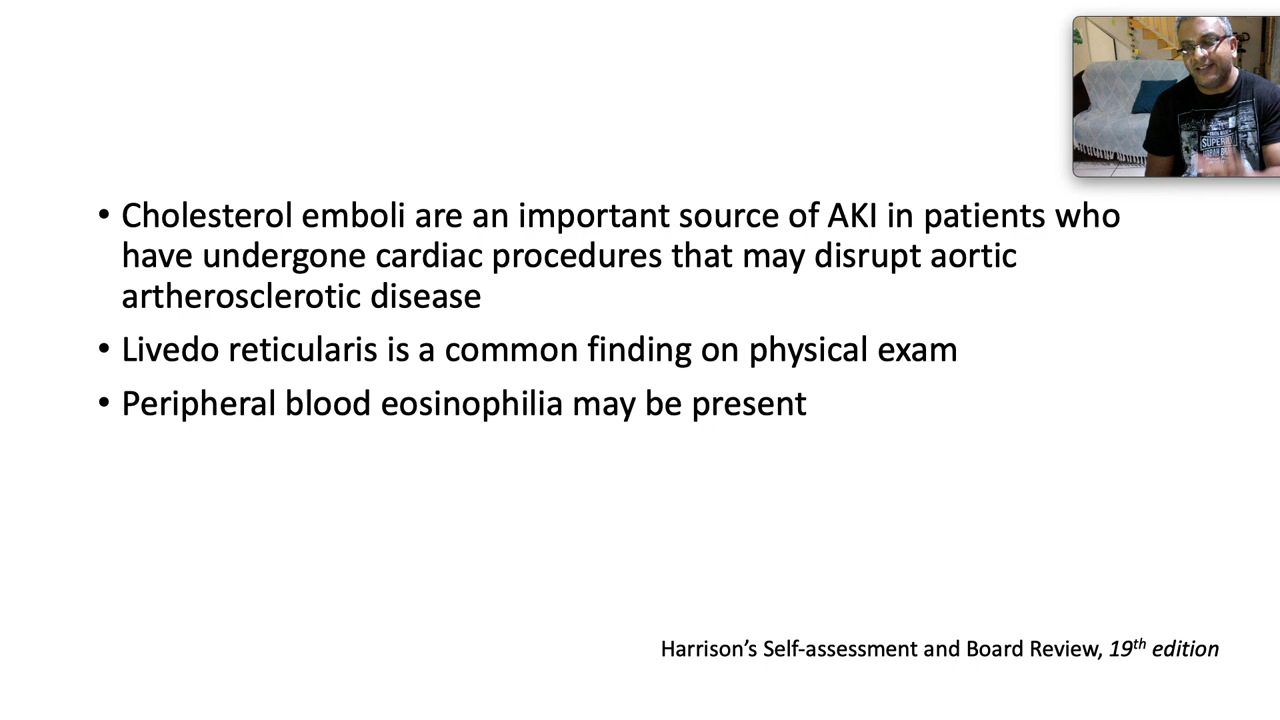 • Cholesterol emboli are an important source of AKI in patients who
have undergone cardiac procedures that may disrupt aortic
artherosclerotic disease
• Livedo reticularis is a common finding on physical exam
• Peripheral blood eosinophilia may be present
Harrison's Self-assessment and Board Review, 19th edition